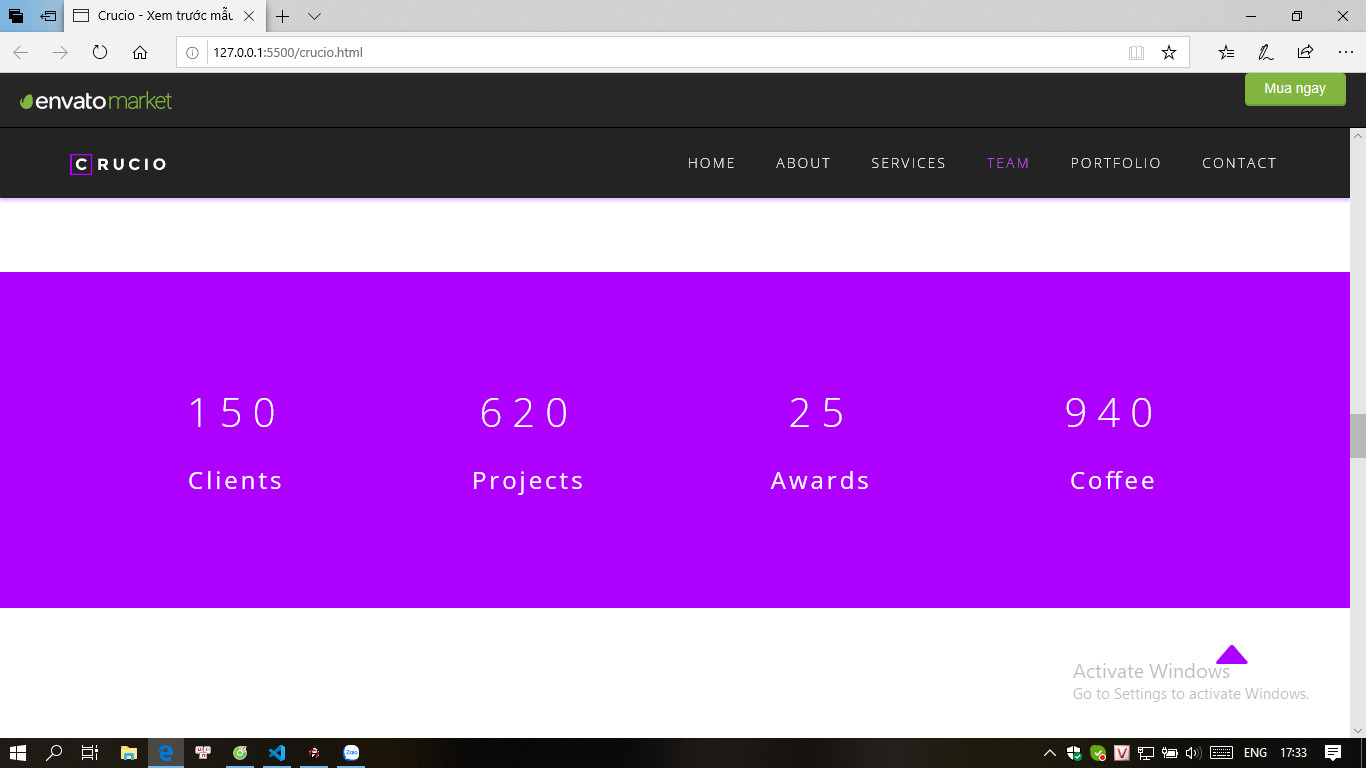 Crucio - Xem trước mẫu
127.0.0.1:5500/crucio.html
envatomarket
Mua ngay
CRUCIO
HOME ABOUT SERVICES TEAM PORTFOLIO CONTACT
150 620 25 940
Clients Projects Awards Coffee
Activate Windows
Go to Settings to activate Windows.
Zalo
V
ENG 17:33